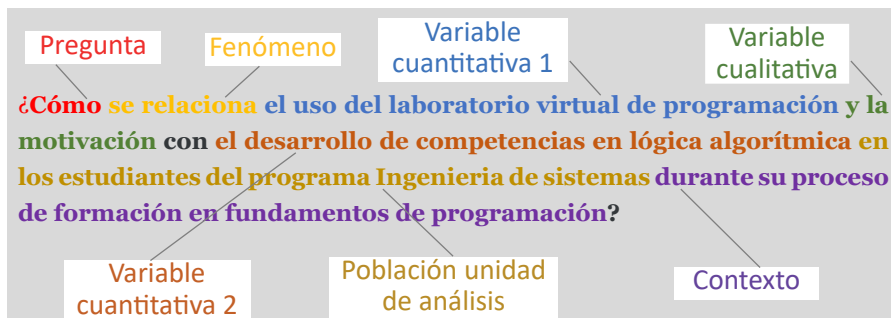 Pregunta
Fenómeno
Variable
cuantitativa 1
Variable
cualitativa
¿Cómo se relaciona el uso del laboratorio virtual de programación y la
motivación con el desarrollo de competencias en lógica algorítmica en
los estudiantes del programa Ingenieria de sistemas durante su proceso
de formación en fundamentos de programación?
Variable
cuantitativa 2
Población unidad
de análisis
Contexto